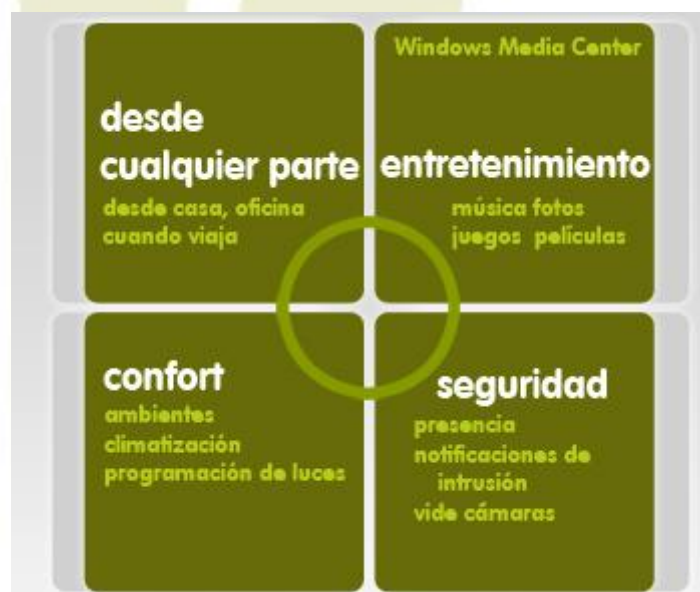 desde
cualquier parte
desde casa, oficina
cuando viaja
Windows Media Center
entretenimiento
música fotos
juegos películas
confort
ambientes
climatización
programación de luces
seguridad
presencia
notificaciones de
intrusión
vide cámaras